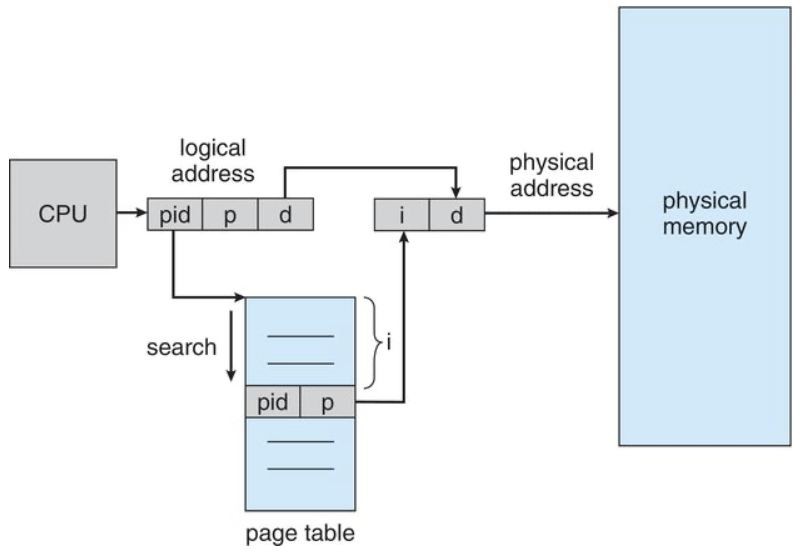 logical
address
physical
address
CPU
pid p d
i d
physical
memory
search
i
pid p
page table